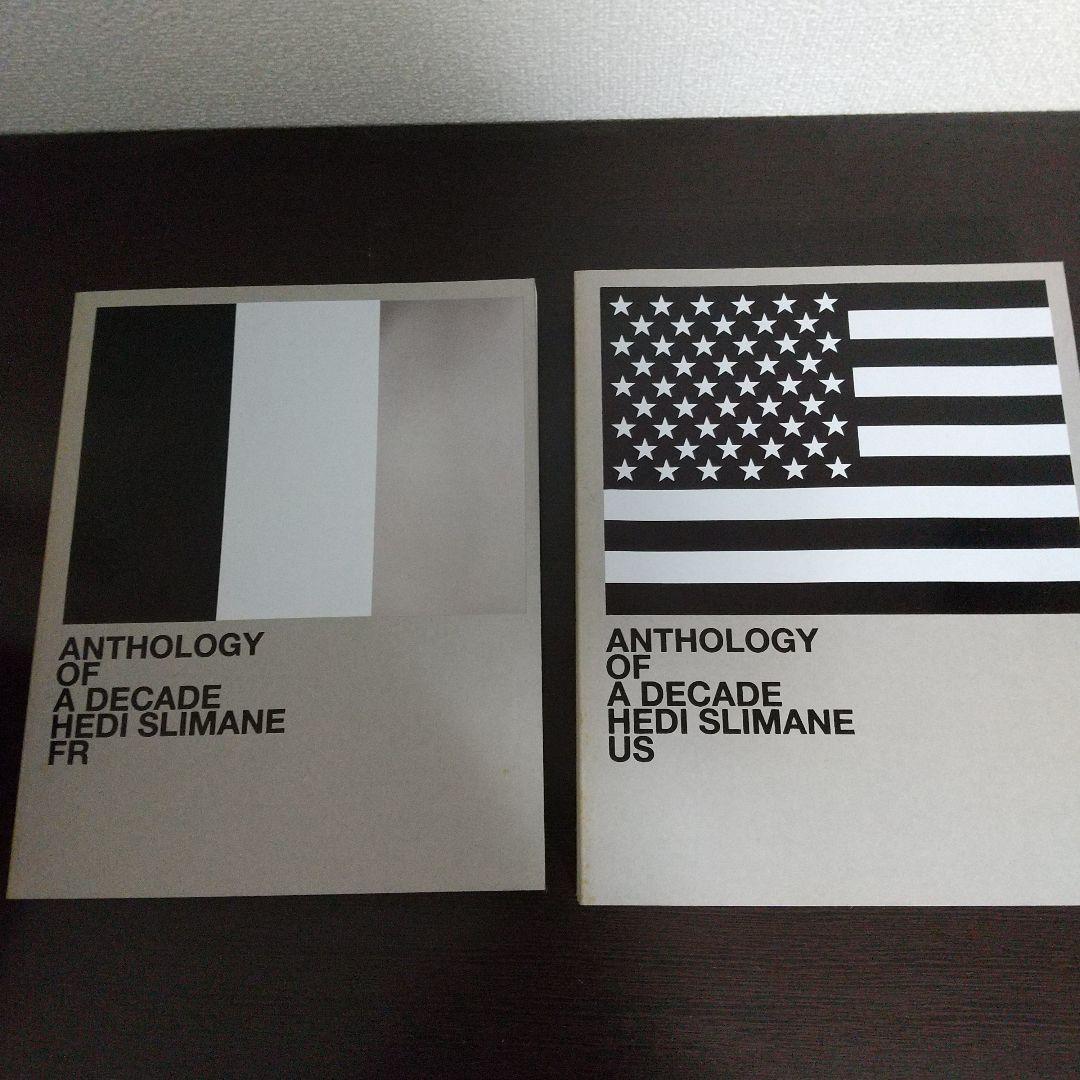 ANTHOLOGY
OF
A DECADE
HEDI SLIMANE
FR
ANTHOLOGY
OF
A DECADE
HEDI SLIMANE
US